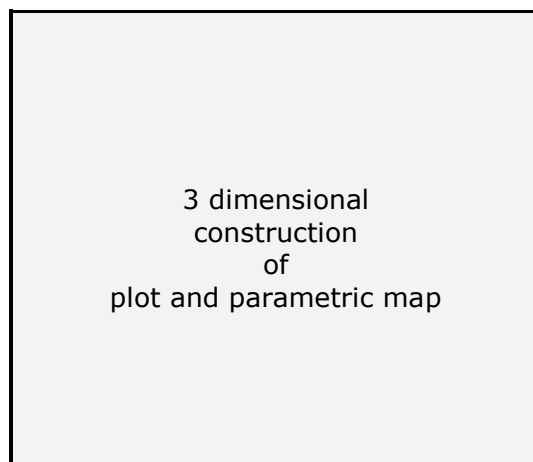 3 dimensional
construction
of
plot and parametric map